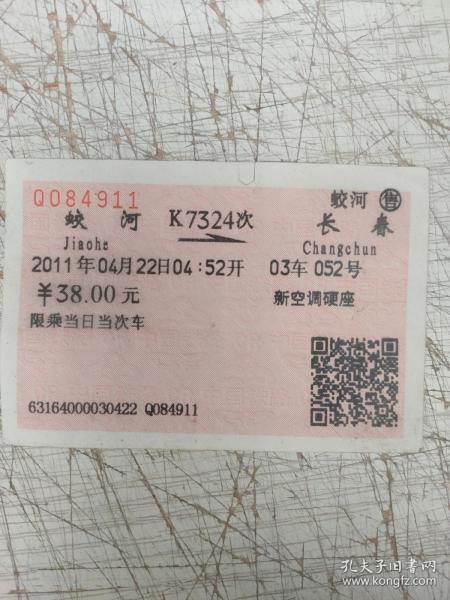 Q084911
蛟河 售
蛟河 K7324次 长春
Jiaohe Changchun
2011年04月22日04:52开 03车052号
￥38.00元 新空调硬座
限乘当日当次车
63164000030422 Q084911
孔夫子旧书网
www.kongfz.com